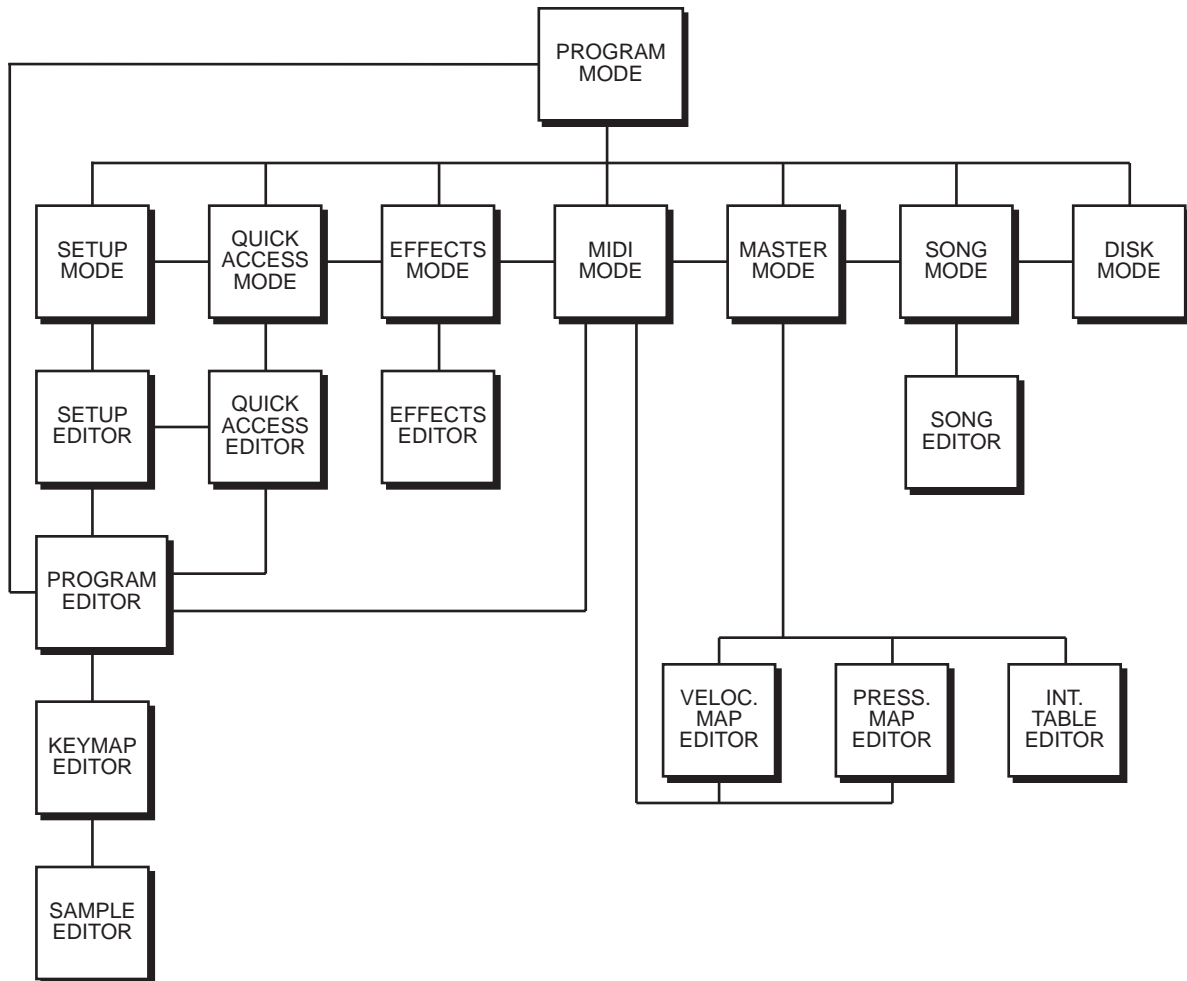 PROGRAM
MODE
SETUP
MODE
QUICK
ACCESS
MODE
EFFECTS
MODE
MIDI
MODE
MASTER
MODE
SONG
MODE
DISK
MODE
SETUP
EDITOR
QUICK
ACCESS
EDITOR
EFFECTS
EDITOR
SONG
EDITOR
PROGRAM
EDITOR
VELOC.
MAP
EDITOR
PRESS.
MAP
EDITOR
INT.
TABLE
EDITOR
KEYMAP
EDITOR
SAMPLE
EDITOR